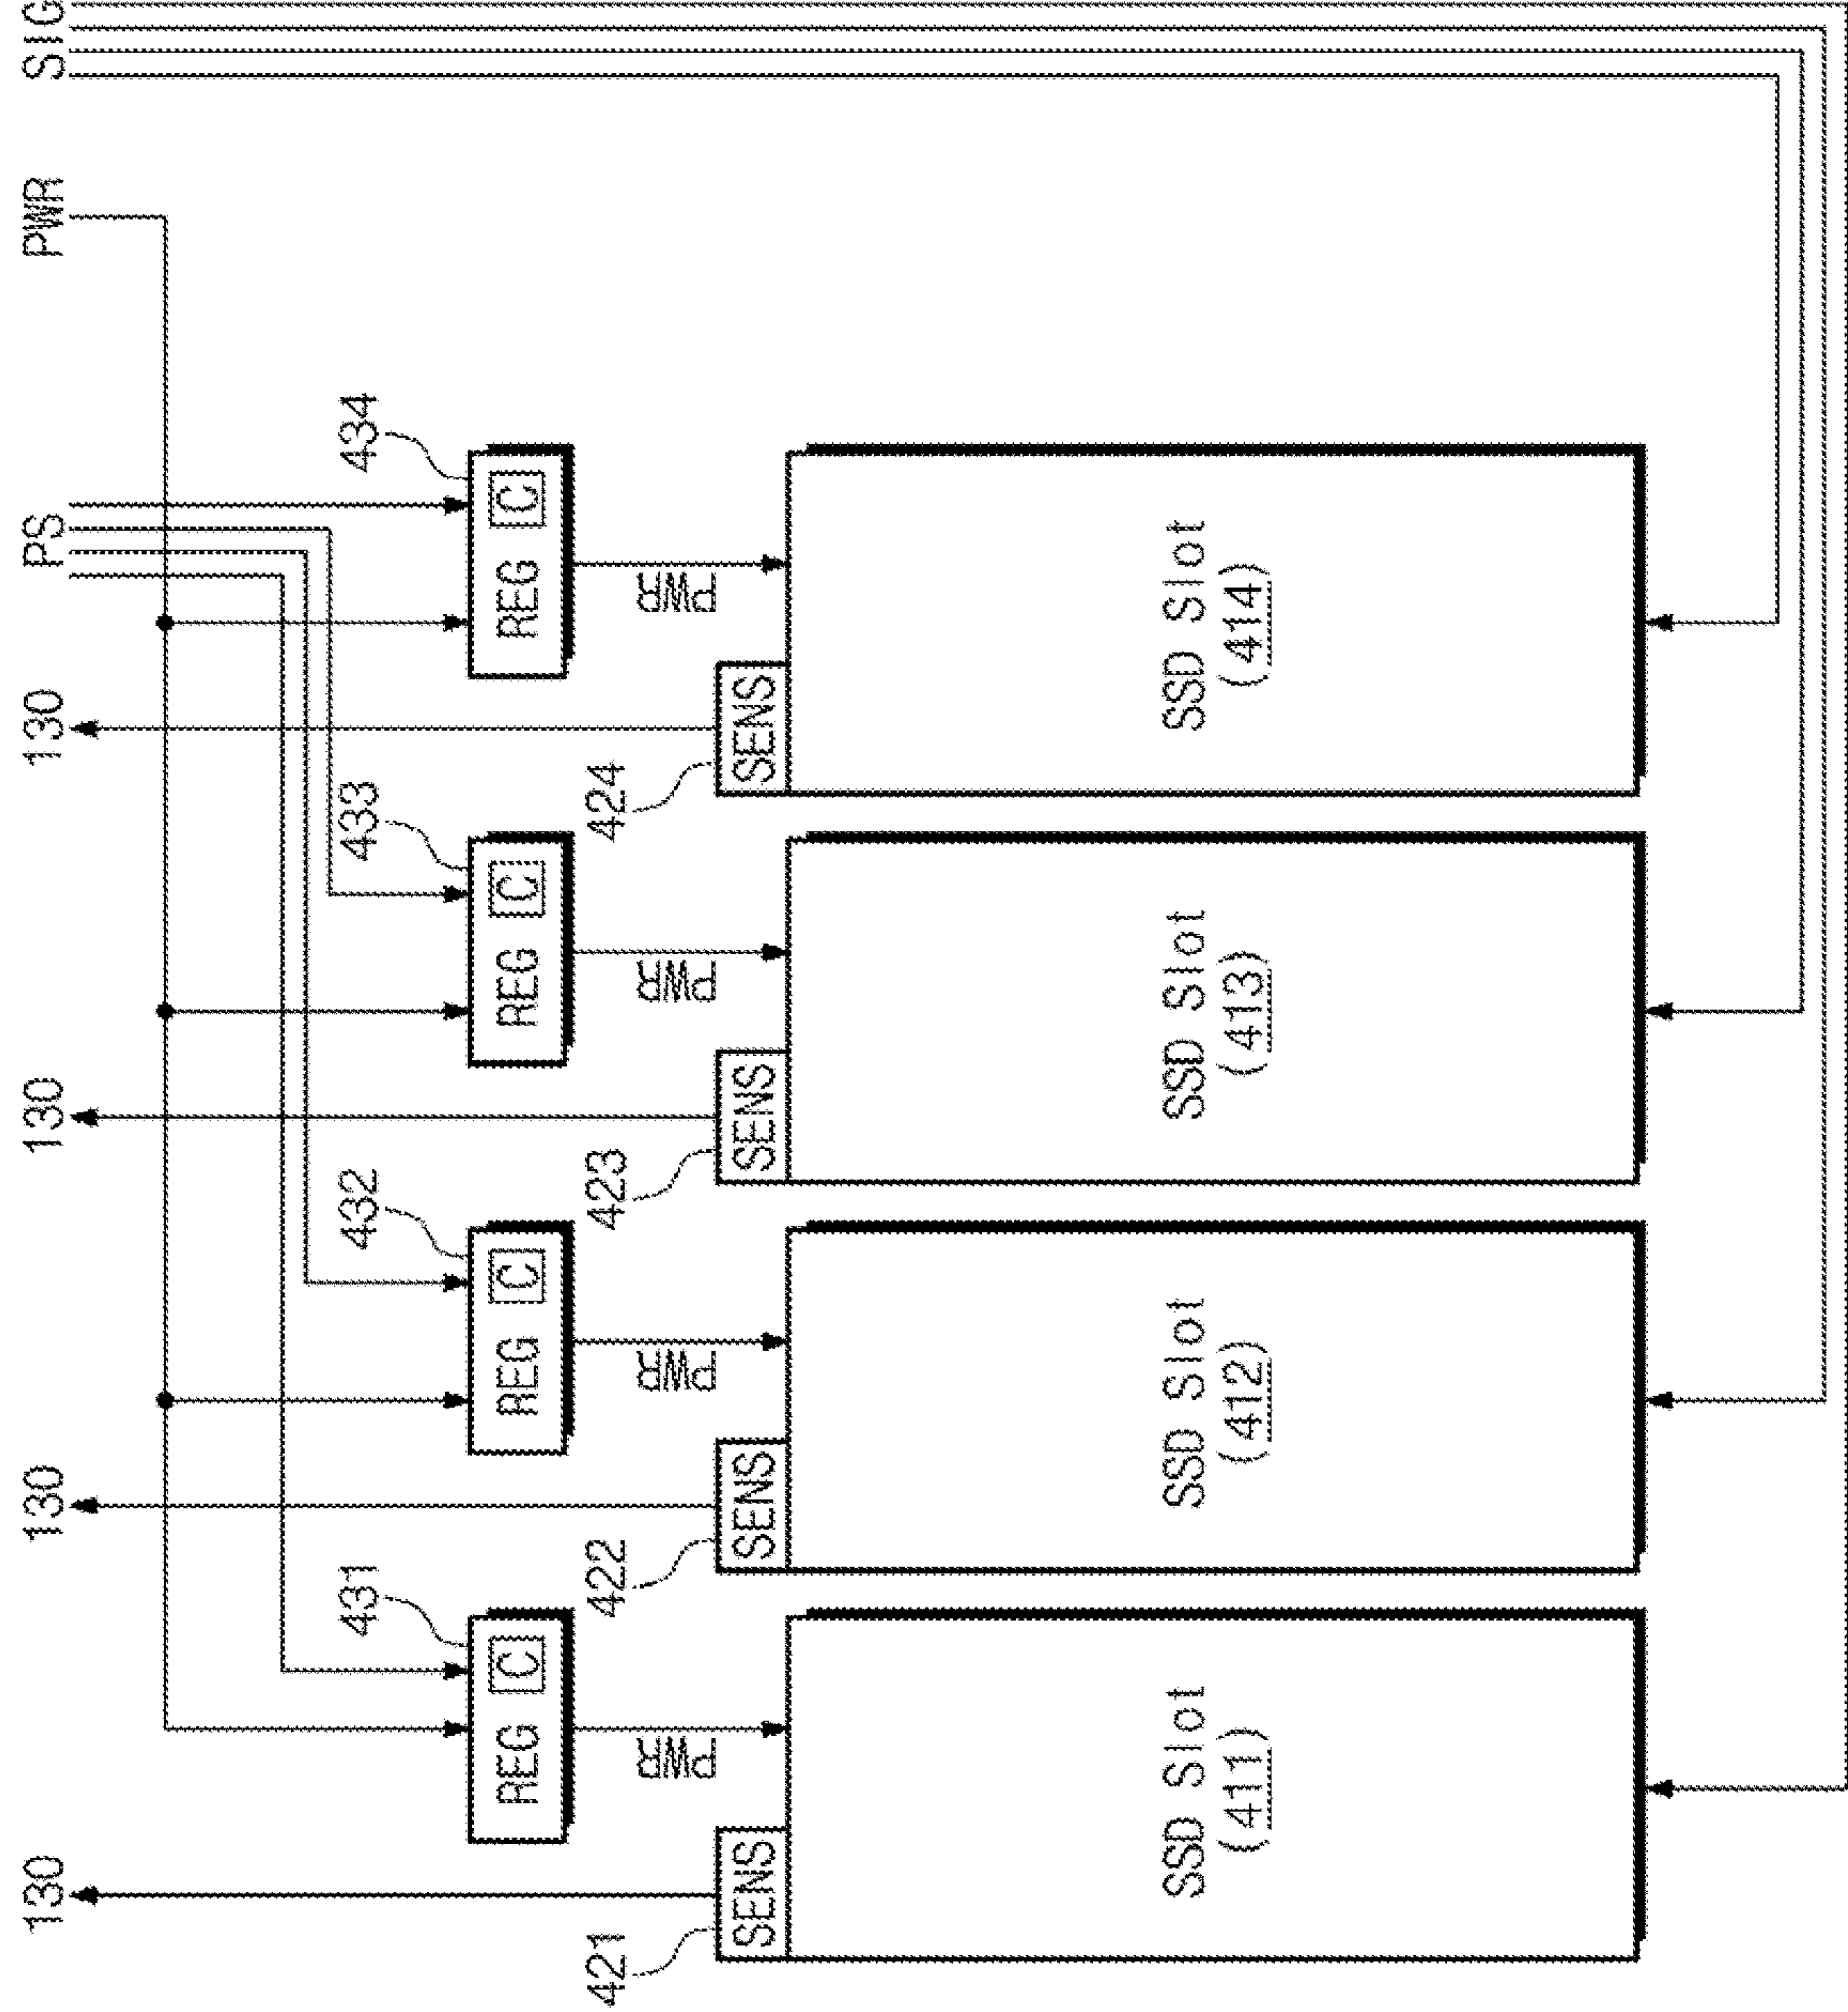 130
130
130
130
PS
PWR
SIG
431
432
433
434
REG C
REG C
REG C
REG C
PWR
PWR
PWR
PWR
421
422
423
424
SENS
SENS
SENS
SENS
SSD Slot
(411)
SSD Slot
(412)
SSD Slot
(413)
SSD Slot
(414)